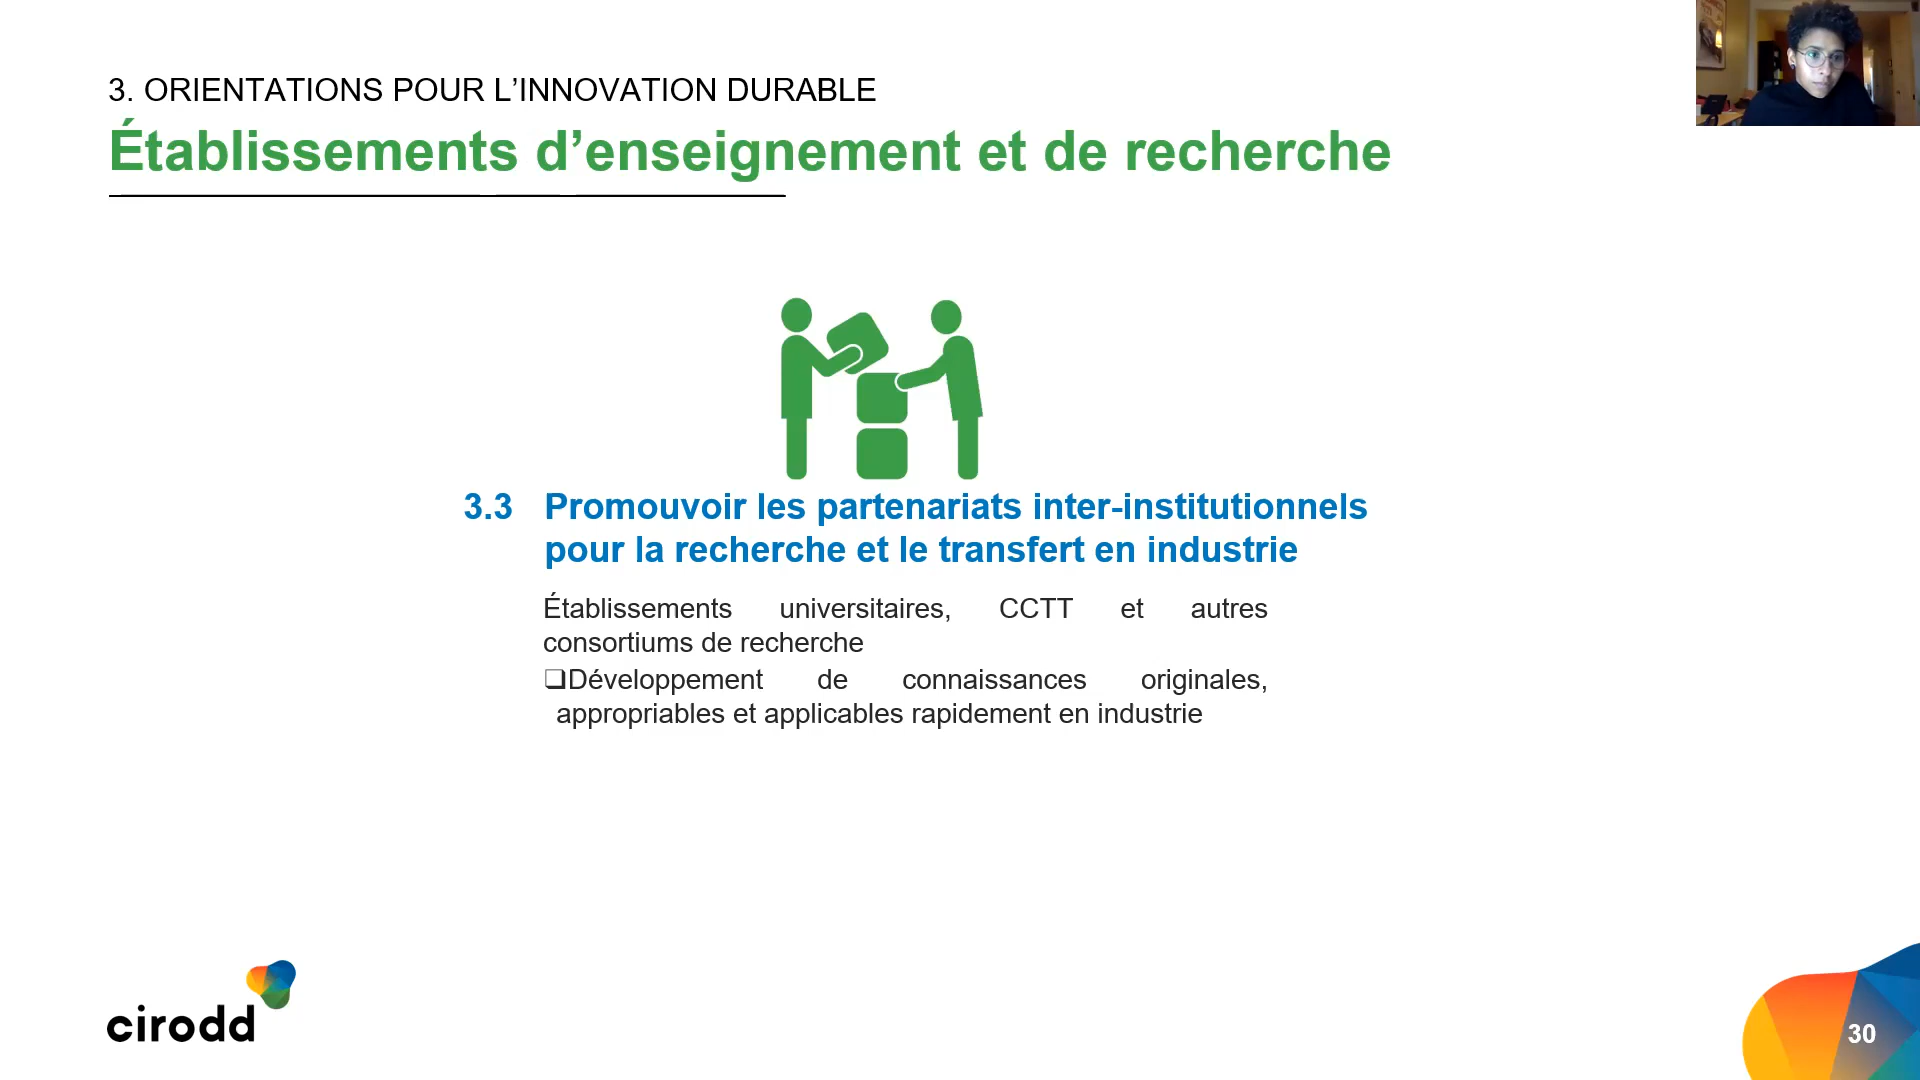 3. ORIENTATIONS POUR L’INNOVATION DURABLE
Établissements d’enseignement et de recherche
3.3 Promouvoir les partenariats inter-institutionnels
pour la recherche et le transfert en industrie
Établissements universitaires, CCTT et autres
consortiums de recherche
❑Développement de connaissances originales,
appropriables et applicables rapidement en industrie
cirodd
30